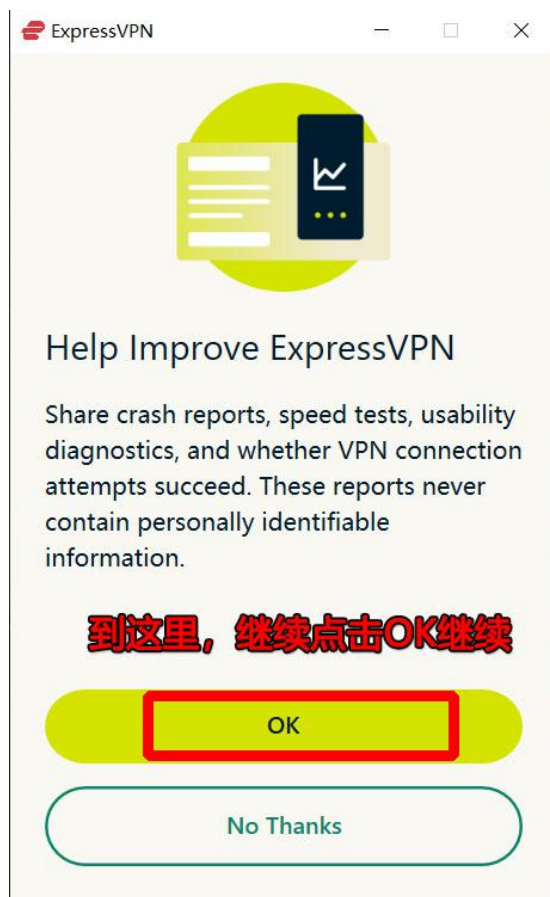 ExpressVPN
Help Improve ExpressVPN
Share crash reports, speed tests, usability
diagnostics, and whether VPN connection
attempts succeed. These reports never
contain personally identifiable
information.
到这里，继续点击OK继续
OK
No Thanks